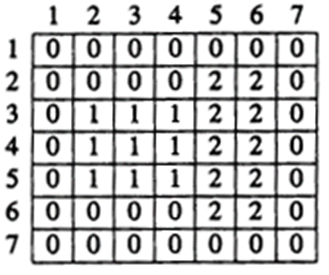 1 2 3 4 5 6 7
1 0 0 0 0 0 0 0
2 0 0 0 0 2 2 0
3 0 1 1 1 2 2 0
4 0 1 1 1 2 2 0
5 0 1 1 1 2 2 0
6 0 0 0 0 2 2 0
7 0 0 0 0 0 0 0